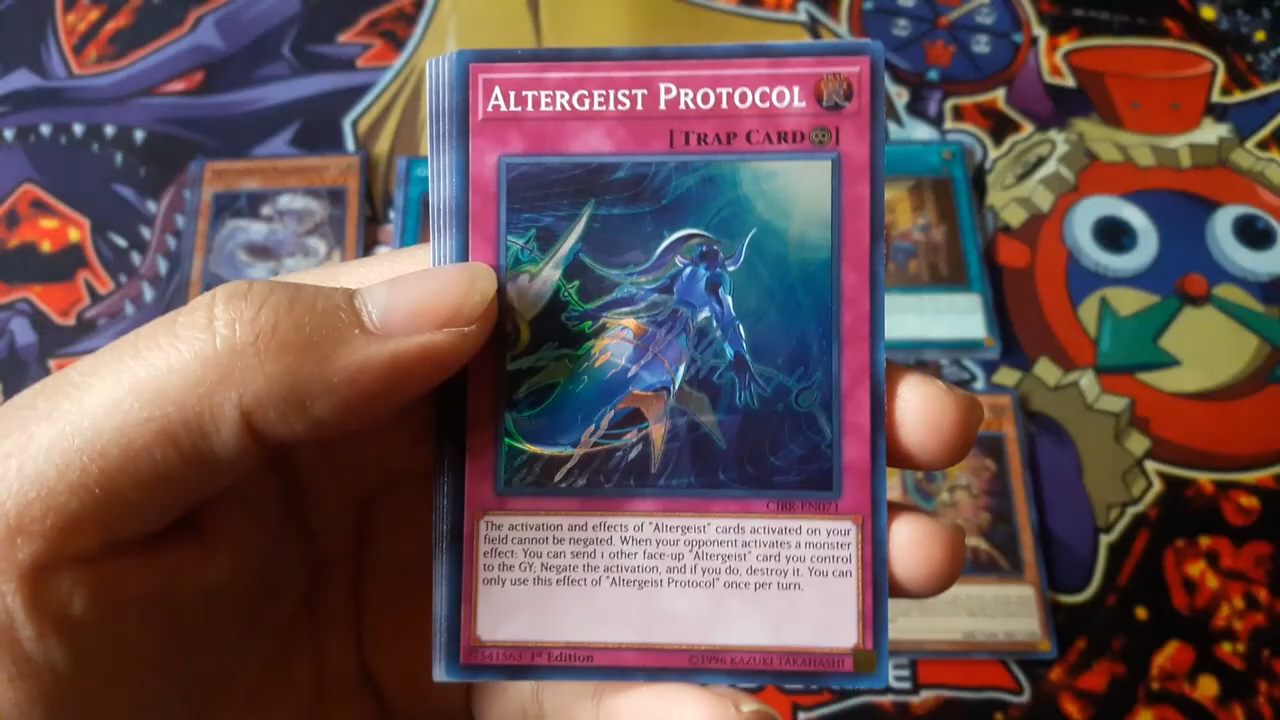 ALTERGEIST PROTOCOL
[TRAP CARD]
CIBR-EN071
The activation and effects of "Altergeist" cards activated on your
field cannot be negated. When your opponent activates a monster
effect: You can send 1 other face-up "Altergeist" card you control
to the GY; Negate the activation, and if you do, destroy it. You can
only use this effect of "Altergeist Protocol" once per turn.
27541563 1st Edition
©1996 KAZUKI TAKAHASHI